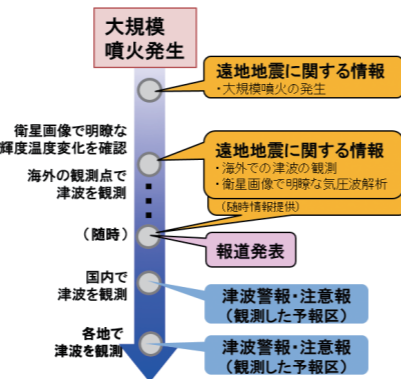 大規模
噴火発生
遠地地震に関する情報
・大規模噴火の発生
衛星画像で明瞭な
輝度温度変化を確認
遠地地震に関する情報
・海外での津波の観測
・衛星画像で明瞭な気圧波解析
(随時情報提供)
海外の観測点で
津波を観測
(随時)
報道発表
国内で
津波を観測
津波警報・注意報
(観測した予報区)
各地で
津波を観測
津波警報・注意報
(観測した予報区)